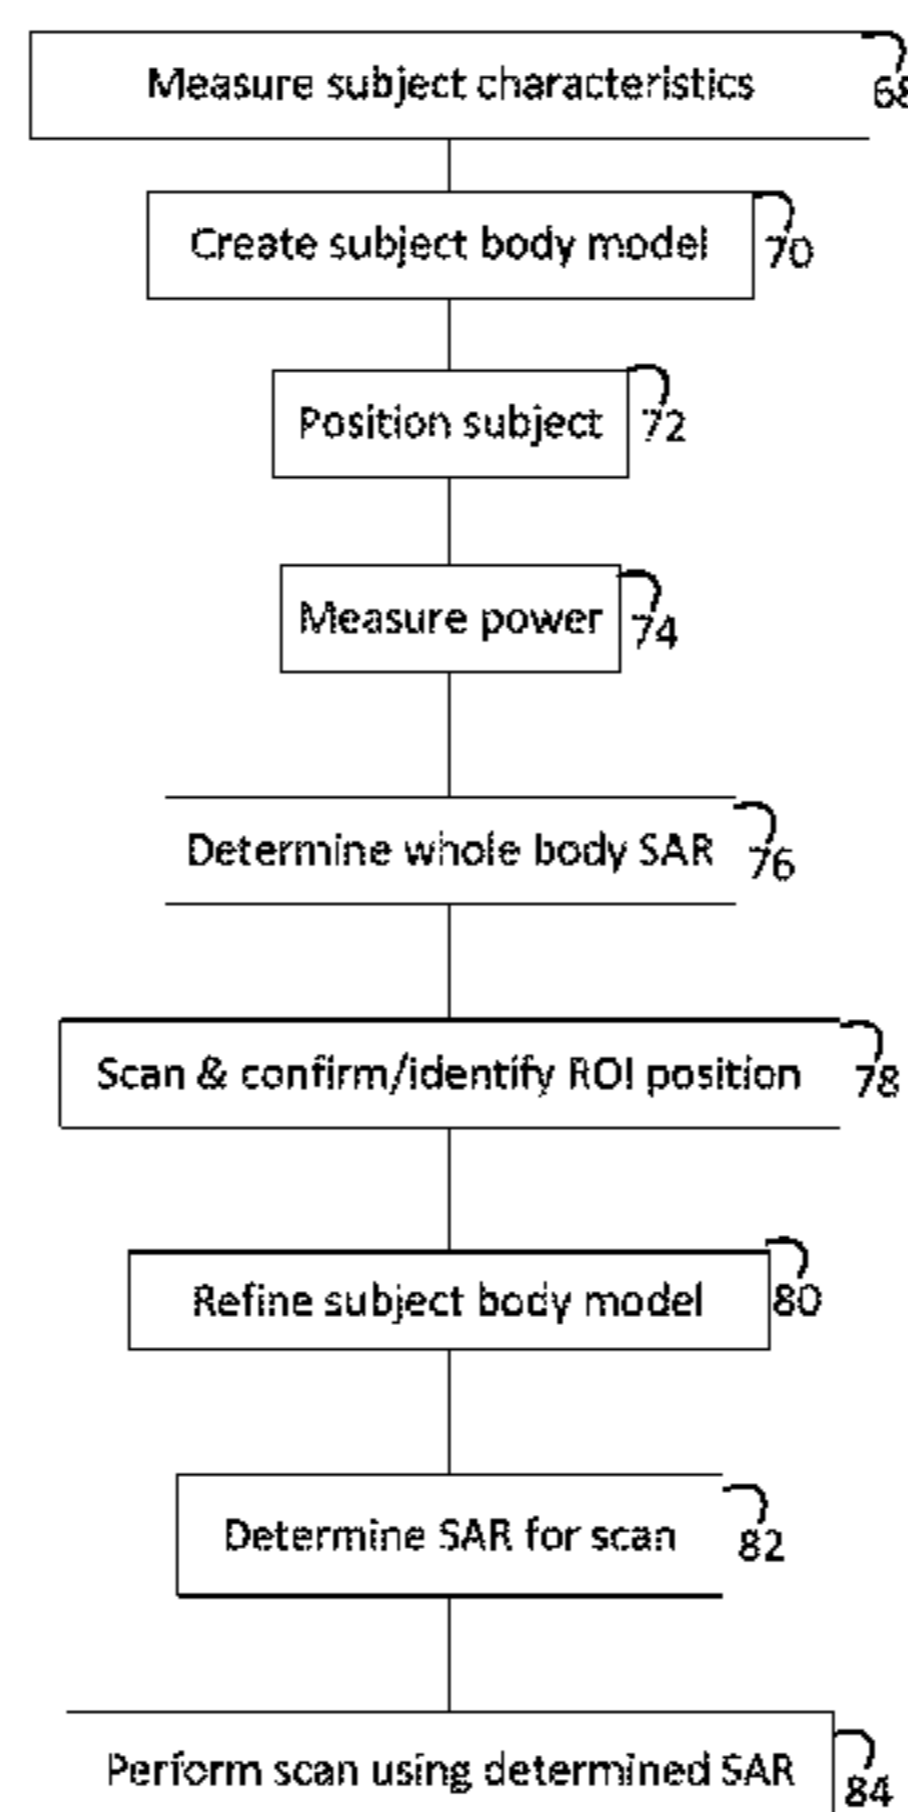 Measure subject characteristics
68
Create subject body model
70
Position subject
72
Measure power
74
Determine whole body SAR
76
Scan & confirm/identify ROI position
78
Refine subject body model
80
Determine SAR for scan
82
Perform scan using determined SAR
84